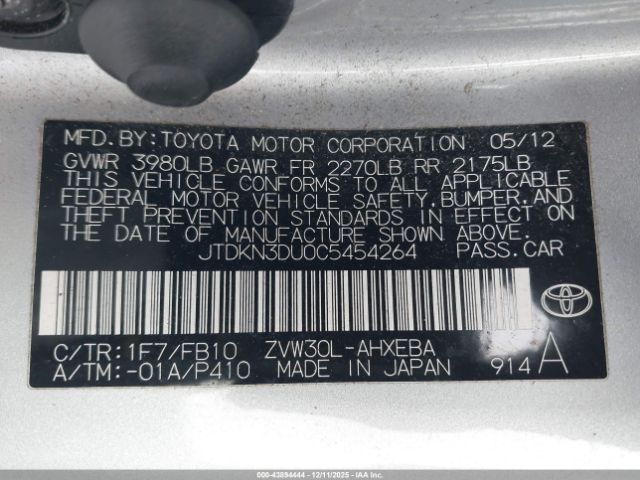 MFD.BY:TOYOTA MOTOR CORPORATION 05/12
GVWR 3980LB GAWR FR 2270LB RR 2175LB
THIS VEHICLE CONFORMS TO ALL APPLICABLE
FEDERAL MOTOR VEHICLE SAFETY,BUMPER,AND
THEFT PREVENTION STANDARDS IN EFFECT ON
THE DATE OF MANUFACTURE SHOWN ABOVE.
JTDKN3DU0C5454264 PASS.CAR
C/TR:1F7/FB10 ZVW30L-AHXEBA
A/TM:-01A/P410 MADE IN JAPAN 914 A
000-43894444 - 12/11/2025 - IAAI.COM